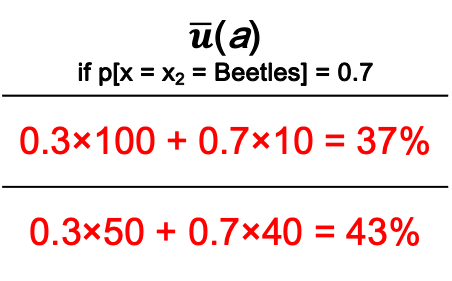 u̅(a)
if p[x = x₂ = Beetles] = 0.7
0.3×100 + 0.7×10 = 37%
0.3×50 + 0.7×40 = 43%